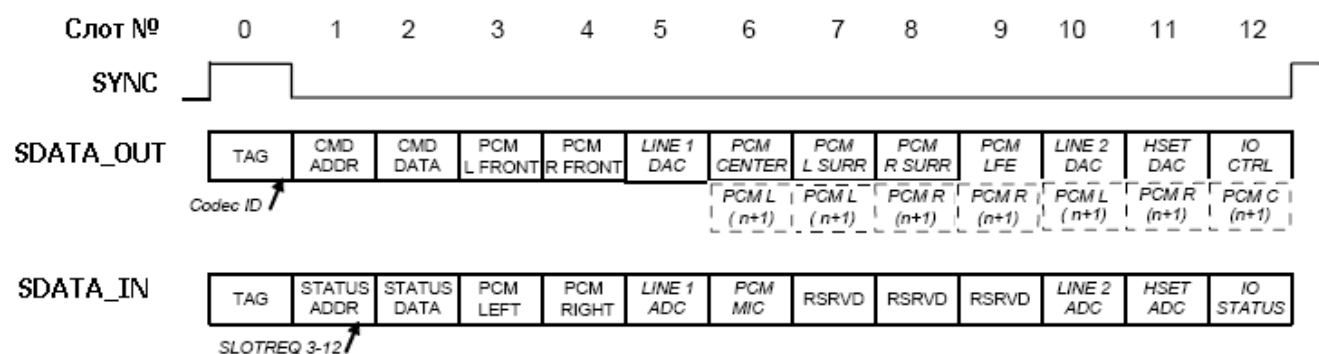 Слот № 0 1 2 3 4 5 6 7 8 9 10 11 12
SYNC
SDATA_OUT
TAG
CMD ADDR
CMD DATA
PCM L FRONT
PCM R FRONT
LINE 1 DAC
PCM CENTER
PCM L SURR
PCM R SURR
PCM LFE
LINE 2 DAC
HSET DAC
IO CTRL
Codec ID
PCM L ( n+1)
PCM L ( n+1)
PCM R (n+1)
PCM R (n+1)
PCM L ( n+1)
PCM R (n+1)
PCM C (n+1)
SDATA_IN
TAG
STATUS ADDR
STATUS DATA
PCM LEFT
PCM RIGHT
LINE 1 ADC
PCM MIC
RSRVD
RSRVD
RSRVD
LINE 2 ADC
HSET ADC
IO STATUS
SLOTREQ 3-12